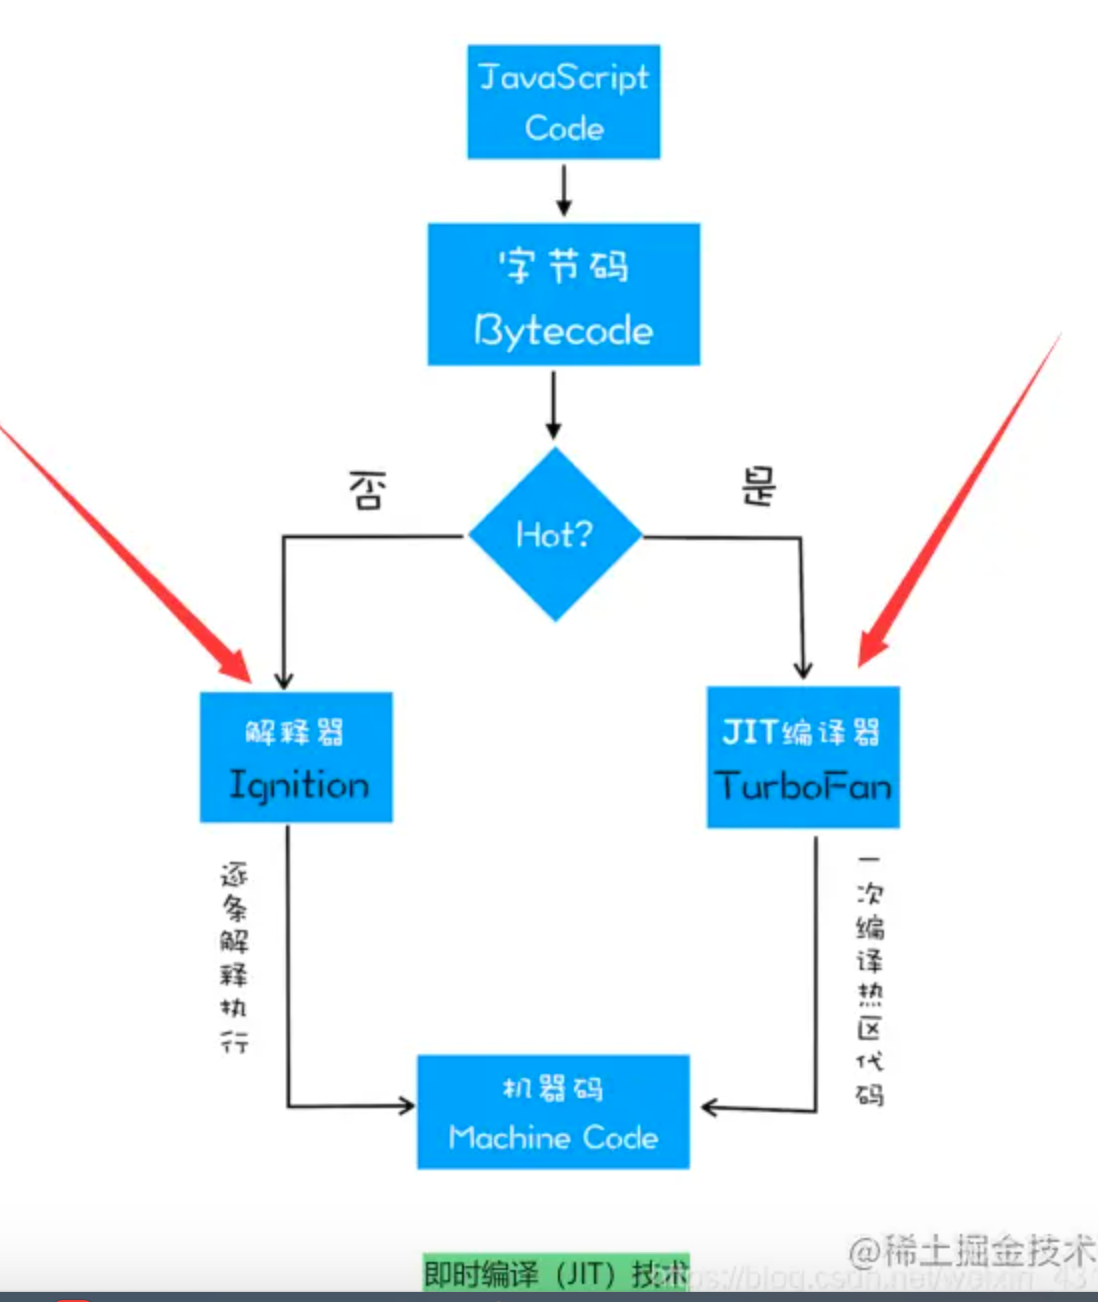 JavaScript
Code
字节码
Bytecode
否
是
Hot?
解释器
Ignition
JIT编译器
TurboFan
逐条解释执行
一次编译热区代码
机器码
Machine Code
@稀土掘金技术
即时编译（JIT）技术
https://blog.csdn.net/weixin_43